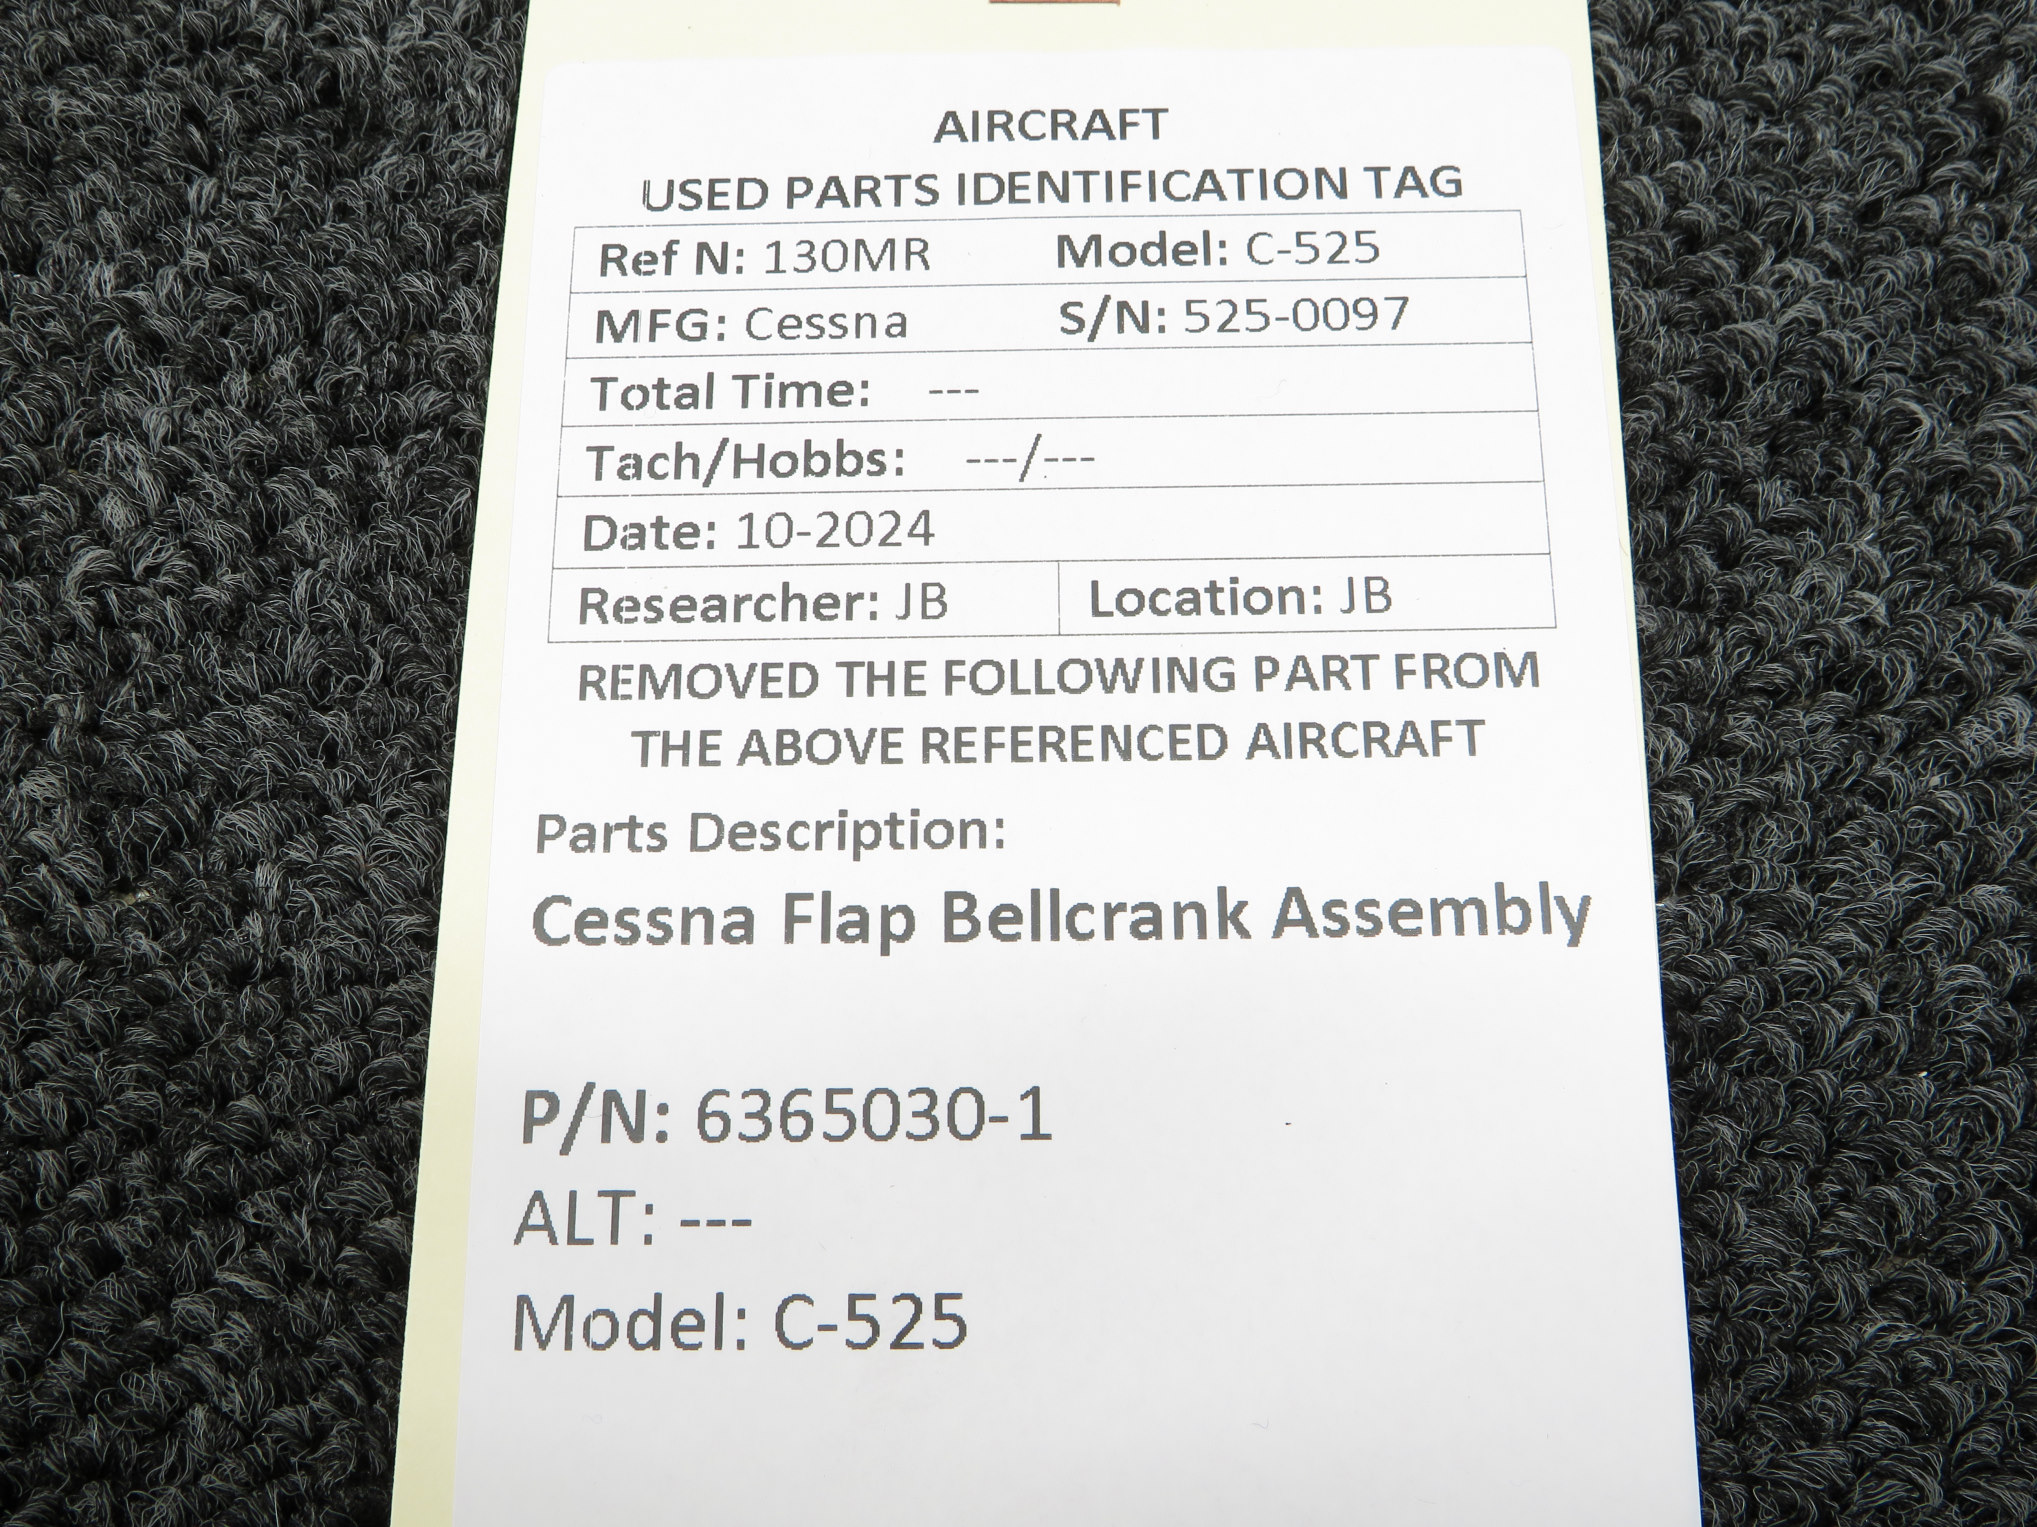 AIRCRAFT
USED PARTS IDENTIFICATION TAG
Ref N: 130MR Model: C-525
MFG: Cessna S/N: 525-0097
Total Time: ---
Tach/Hobbs: ---/---
Date: 10-2024
Researcher: JB Location: JB
REMOVED THE FOLLOWING PART FROM
THE ABOVE REFERENCED AIRCRAFT
Parts Description:
Cessna Flap Bellcrank Assembly
P/N: 6365030-1
ALT: ---
Model: C-525